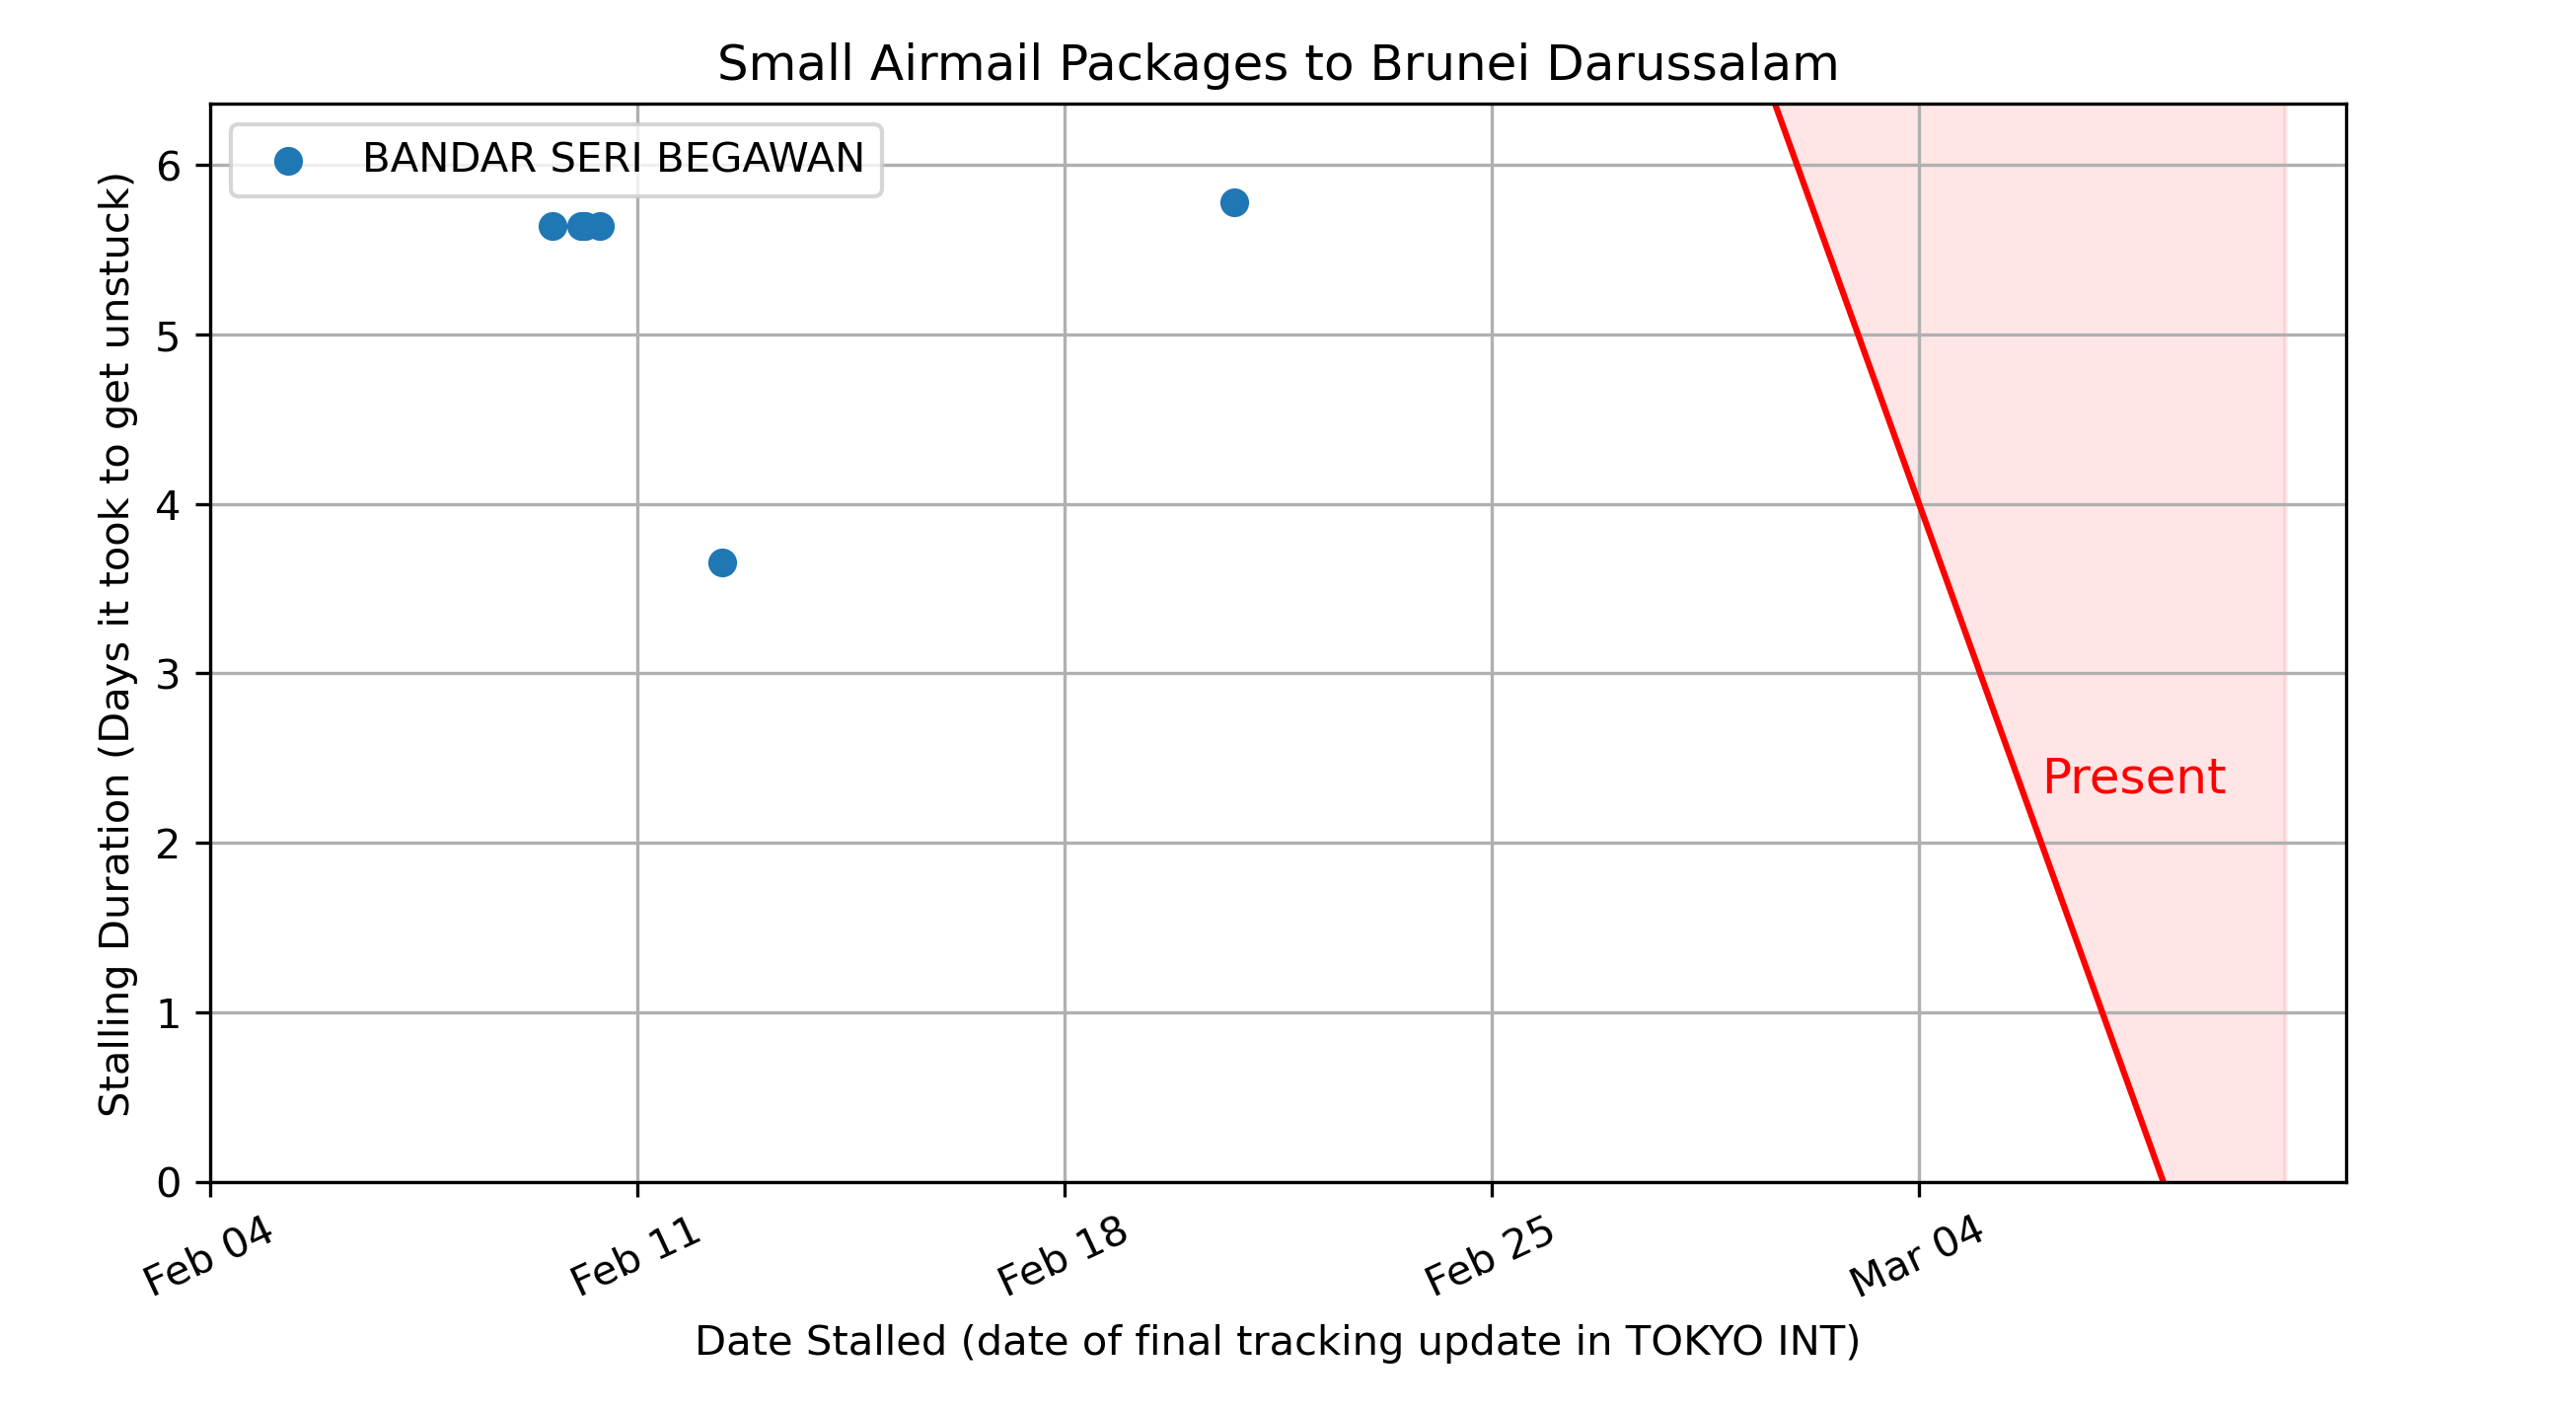 Small Airmail Packages to Brunei Darussalam
BANDAR SERI BEGAWAN
Stalling Duration (Days it took to get unstuck)
6
5
4
3
2
1
0
Present
Feb 04
Feb 11
Feb 18
Feb 25
Mar 04
Date Stalled (date of final tracking update in TOKYO INT)